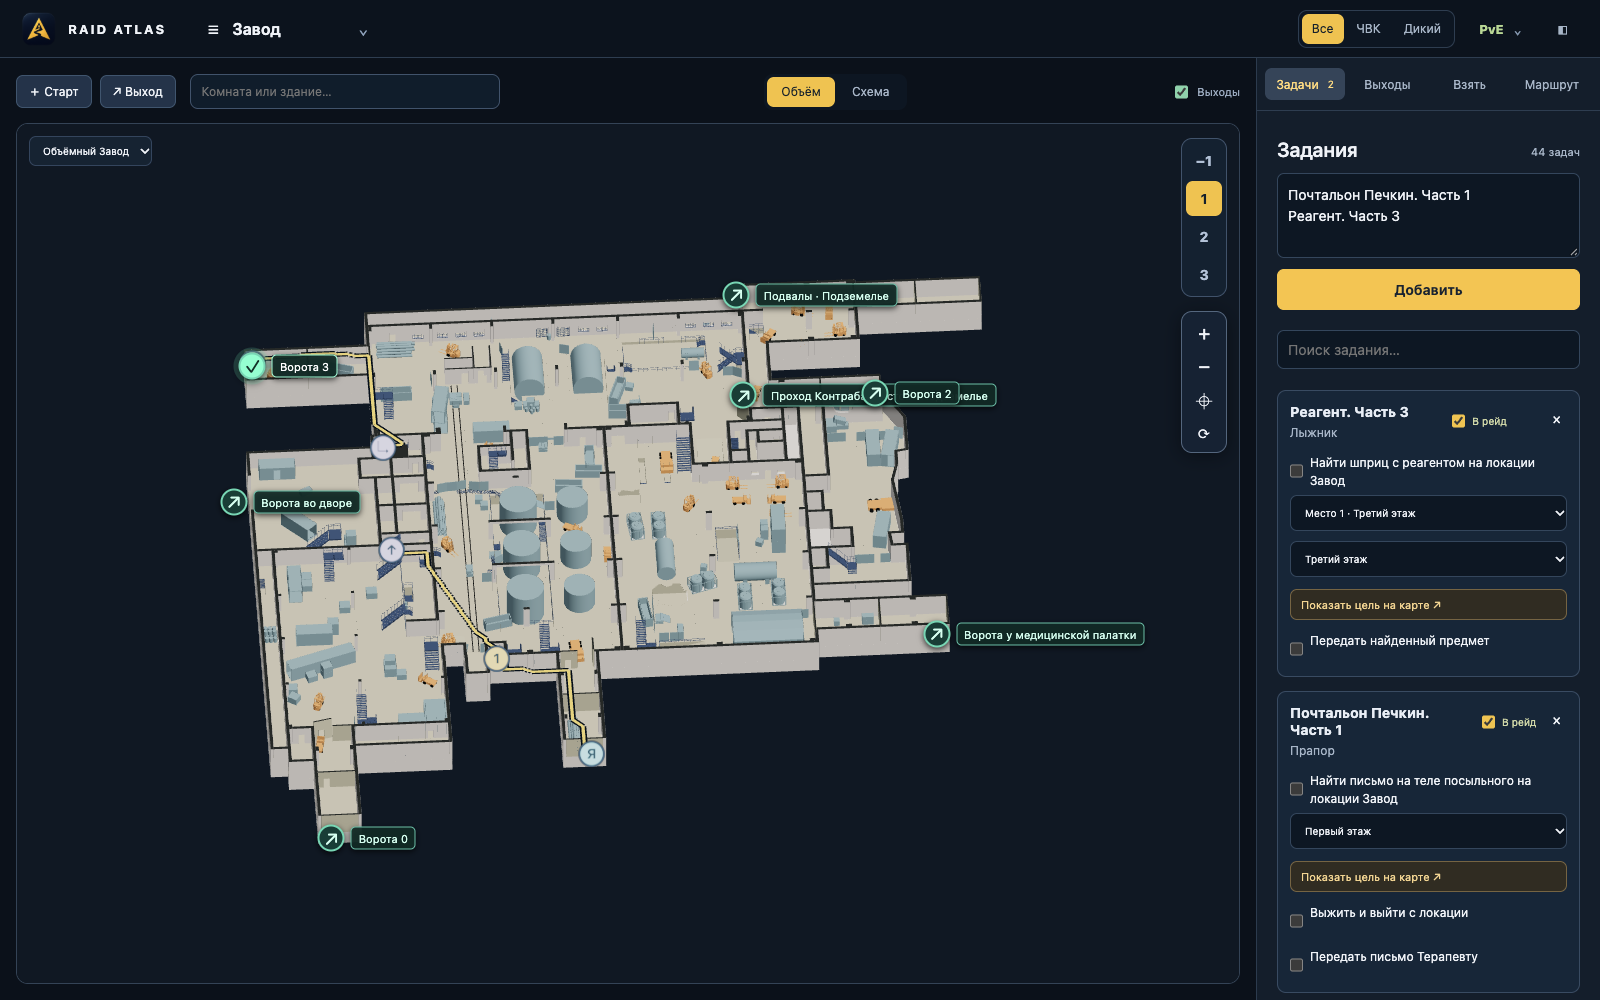 RAID ATLAS
Завод
Все
ЧВК
Дикий
PvE
+ Старт
↗ Выход
Комната или здание...
Объём
Схема
Выходы
Задачи 2
Выходы
Взять
Маршрут
Объёмный Завод
−1
1
2
3
+
−
Подвалы · Подземелье
Ворота 3
Ворота 2
Ворота во дворе
1
Ворота у медицинской палатки
Я
Ворота 0
Задания
44 задач
Почтальон Печкин. Часть 1
Реагент. Часть 3
Добавить
Поиск задания...
Реагент. Часть 3
В рейд
×
Лыжник
Найти шприц с реагентом на локации
Завод
Место 1 · Третий этаж
Третий этаж
Показать цель на карте ↗
Передать найденный предмет
Почтальон Печкин.
Часть 1
В рейд
×
Прапор
Найти письмо на теле посыльного на
локации Завод
Первый этаж
Показать цель на карте ↗
Выжить и выйти с локации
Передать письмо Терапевту